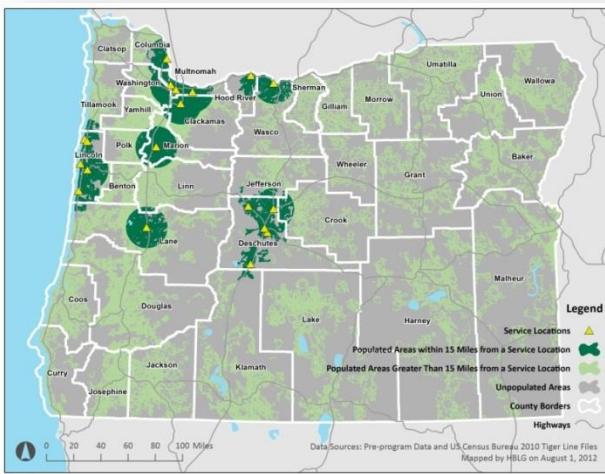 Clatsop
Columbia
Washington
Multnomah
Hood River
Sherman
Gilliam
Morrow
Umatilla
Union
Wallowa
Tillamook
Yamhill
Clackamas
Wasco
Polk
Marion
Lincoln
Benton
Linn
Jefferson
Wheeler
Grant
Baker
Crook
Lane
Deschutes
Malheur
Coos
Douglas
Lake
Harney
Curry
Josephine
Jackson
Klamath
Legend
Service Locations
Populated Areas within 15 Miles from a Service Location
Populated Areas Greater Than 15 Miles from a Service Location
Unpopulated Areas
County Borders
Highways
0 20 40 60 80 100 Miles
Data Sources: Pre-program Data and US Census Bureau 2010 Tiger Line Files
Mapped by HBLG on August 1, 2012